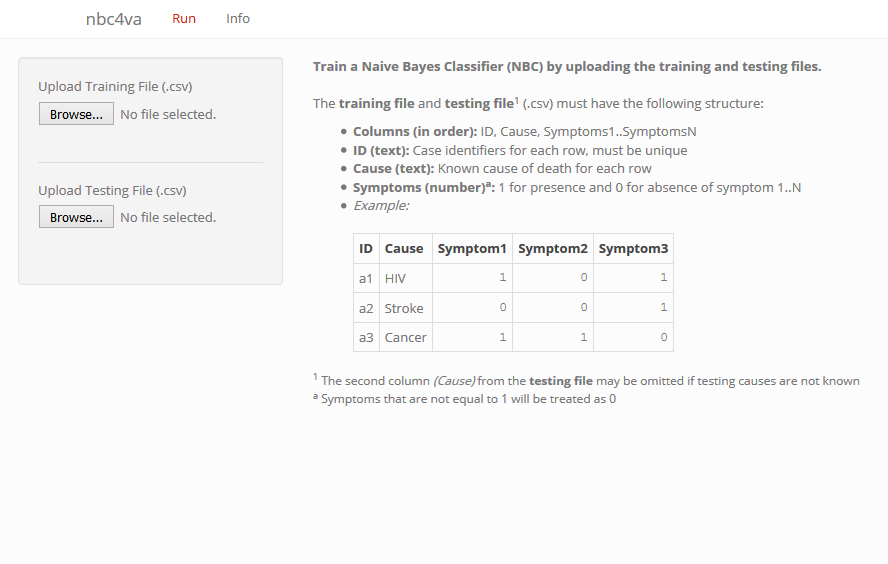 nbc4va Run Info
Upload Training File (.csv)
Browse... No file selected.
Upload Testing File (.csv)
Browse... No file selected.
Train a Naive Bayes Classifier (NBC) by uploading the training and testing files.
The training file and testing file1 (.csv) must have the following structure:
• Columns (in order): ID, Cause, Symptoms1..SymptomsN
• ID (text): Case identifiers for each row, must be unique
• Cause (text): Known cause of death for each row
• Symptoms (number)a: 1 for presence and 0 for absence of symptom 1..N
• Example:
ID Cause Symptom1 Symptom2 Symptom3
a1 HIV 1 0 1
a2 Stroke 0 0 1
a3 Cancer 1 1 0
1 The second column (Cause) from the testing file may be omitted if testing causes are not known
a Symptoms that are not equal to 1 will be treated as 0